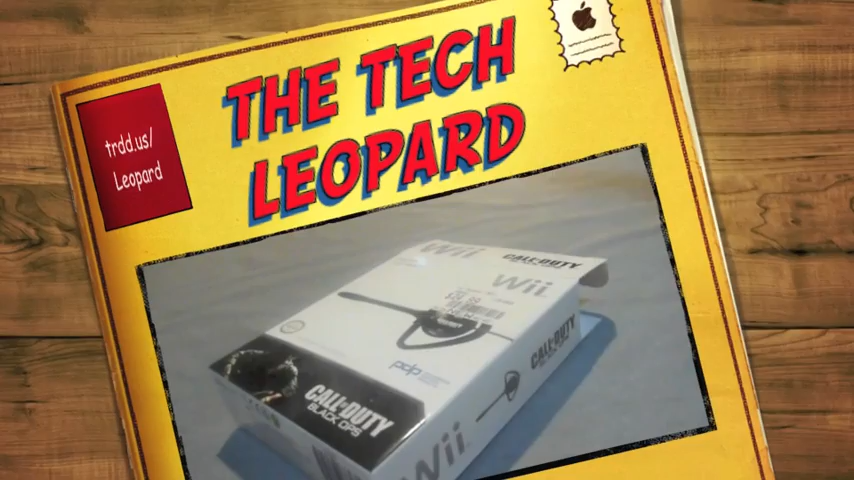 THE TECH
LEOPARD
trdd.us/
Leopard
Wii
CALL OF DUTY
Wii
pdp
CALL OF DUTY
CALL OF DUTY
BLACK OPS
Wii